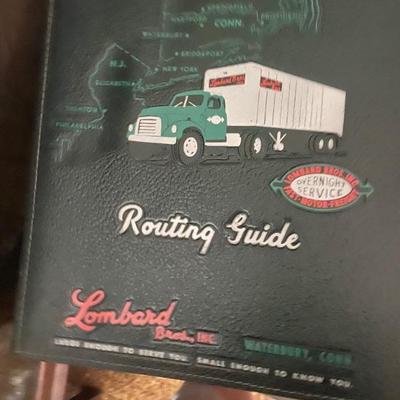 SPRINGFIELD
HARTFORD
PROVIDENCE
CONN.
WATERBURY
BRIDGEPORT
N.J.
NEW YORK
ELIZABETH
TRENTON
PHILADELPHIA
Lombard Bros.
LOMBARD BROS. INC.
OVERNIGHT
SERVICE
FAST-MOTOR-FREIGHT
Routing Guide
Lombard
Bros., INC.
WATERBURY, CONN
LARGE ENOUGH TO SERVE YOU. SMALL ENOUGH TO KNOW YOU.